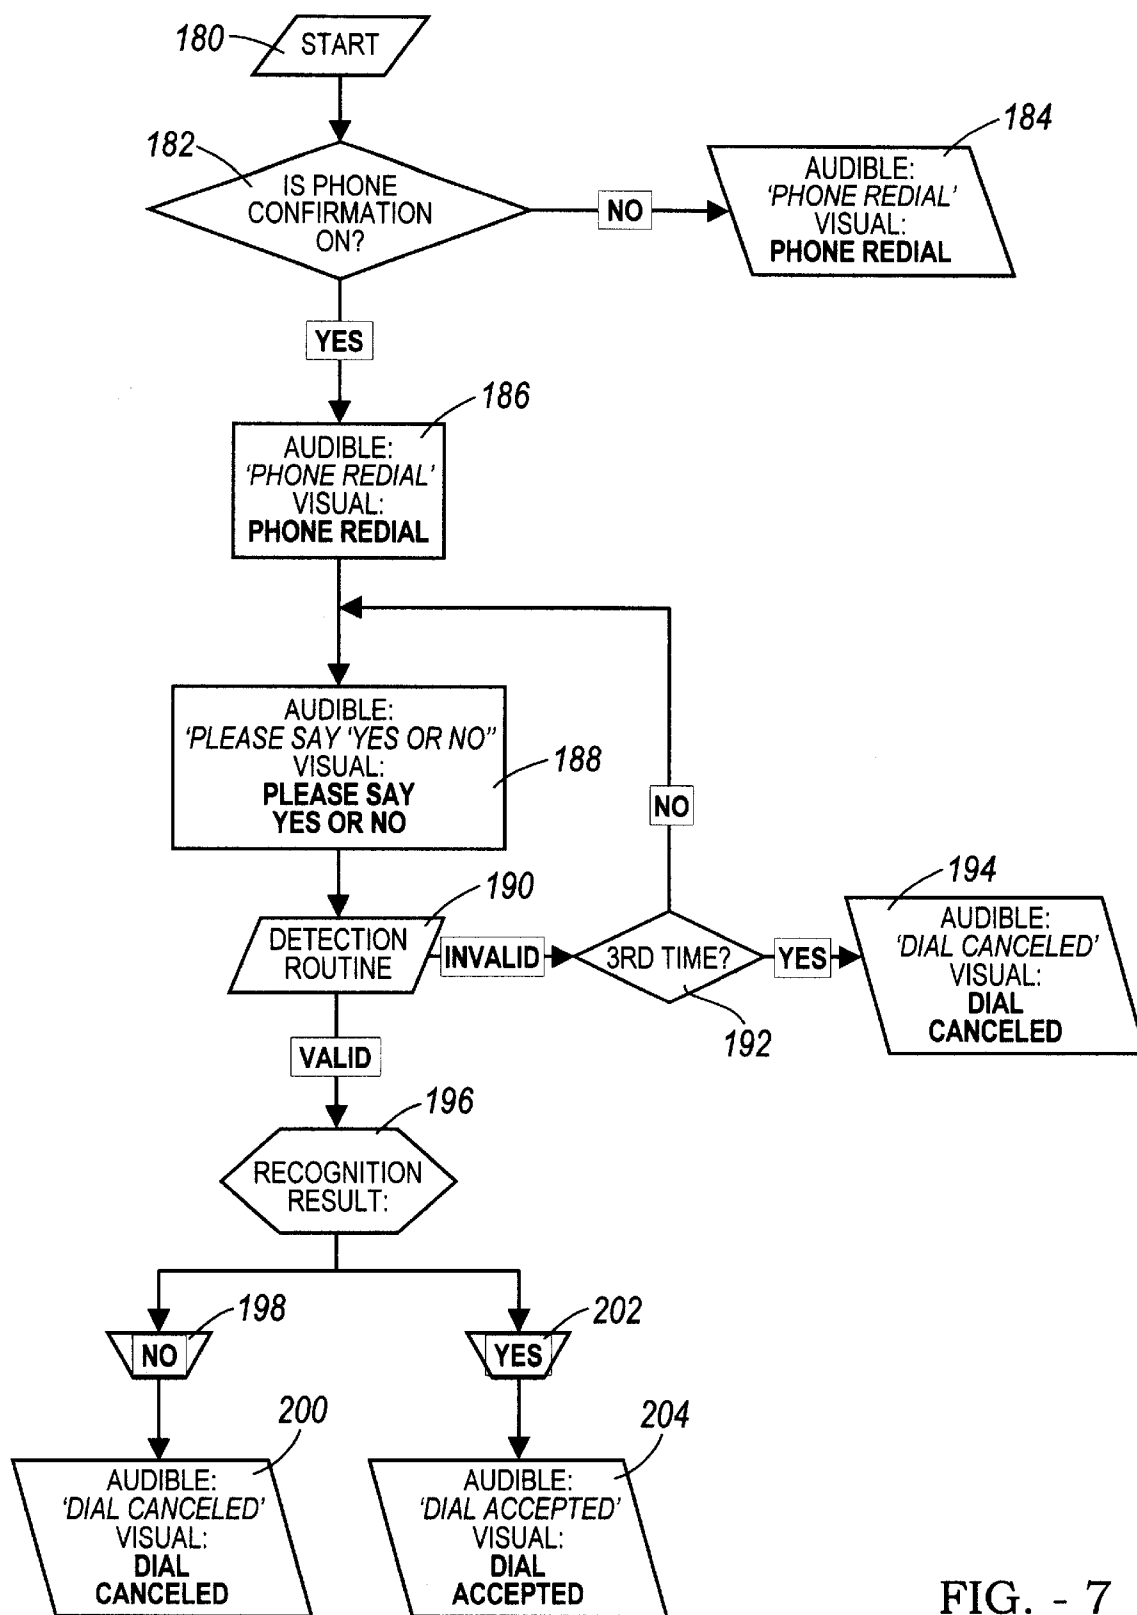 180
START
182
IS PHONE
CONFIRMATION
ON?
NO
184
AUDIBLE:
'PHONE REDIAL'
VISUAL:
PHONE REDIAL
YES
186
AUDIBLE:
'PHONE REDIAL'
VISUAL:
PHONE REDIAL
188
AUDIBLE:
'PLEASE SAY 'YES OR NO"
VISUAL:
PLEASE SAY
YES OR NO
NO
190
DETECTION
ROUTINE
INVALID
3RD TIME?
192
YES
194
AUDIBLE:
'DIAL CANCELED'
VISUAL:
DIAL
CANCELED
VALID
196
RECOGNITION
RESULT:
198
NO
202
YES
200
AUDIBLE:
'DIAL CANCELED'
VISUAL:
DIAL
CANCELED
204
AUDIBLE:
'DIAL ACCEPTED'
VISUAL:
DIAL
ACCEPTED
FIG. - 7